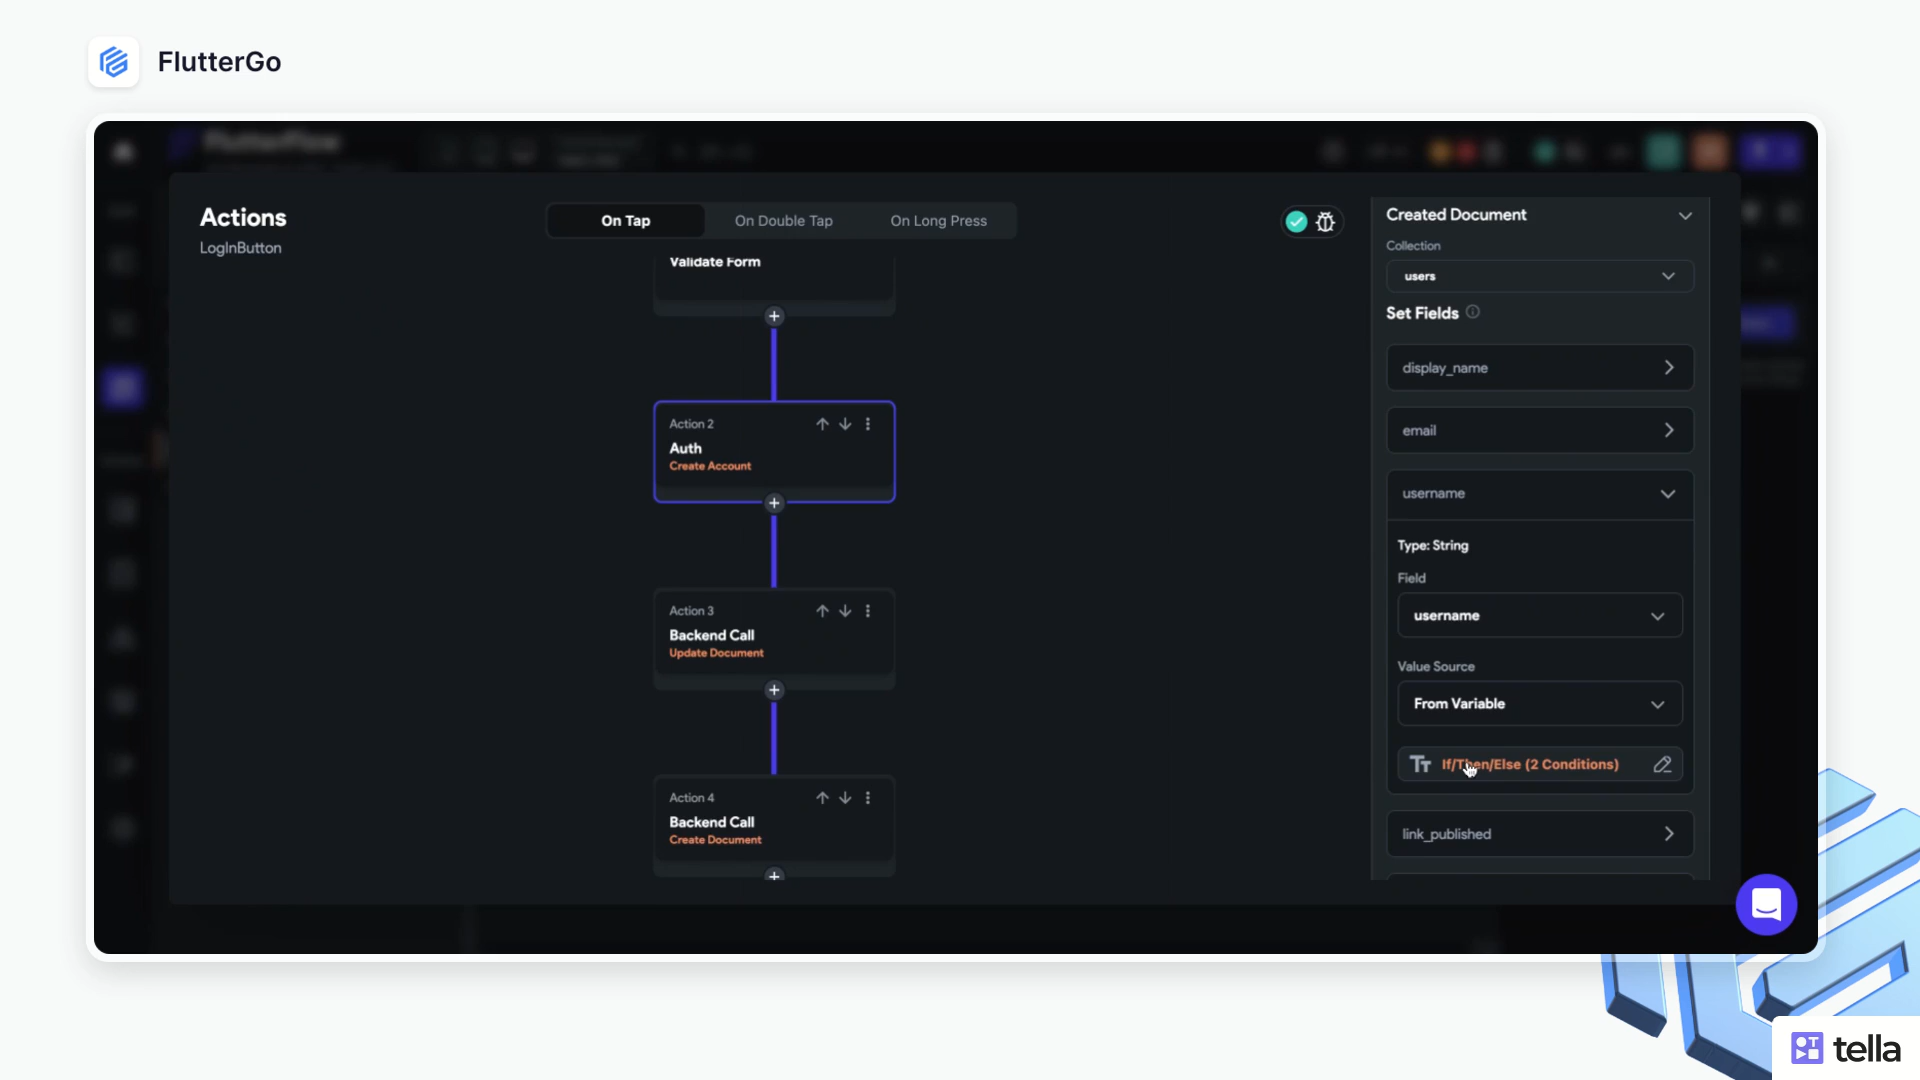 FlutterGo
FlutterFlow
Actions
LogInButton
On Tap
On Double Tap
On Long Press
Validate Form
Action 2
Auth
Create Account
Action 3
Backend Call
Update Document
Action 4
Backend Call
Create Document
Created Document
Collection
users
Set Fields
display_name
email
username
Type: String
Field
username
Value Source
From Variable
If/Then/Else (2 Conditions)
link_published
tella